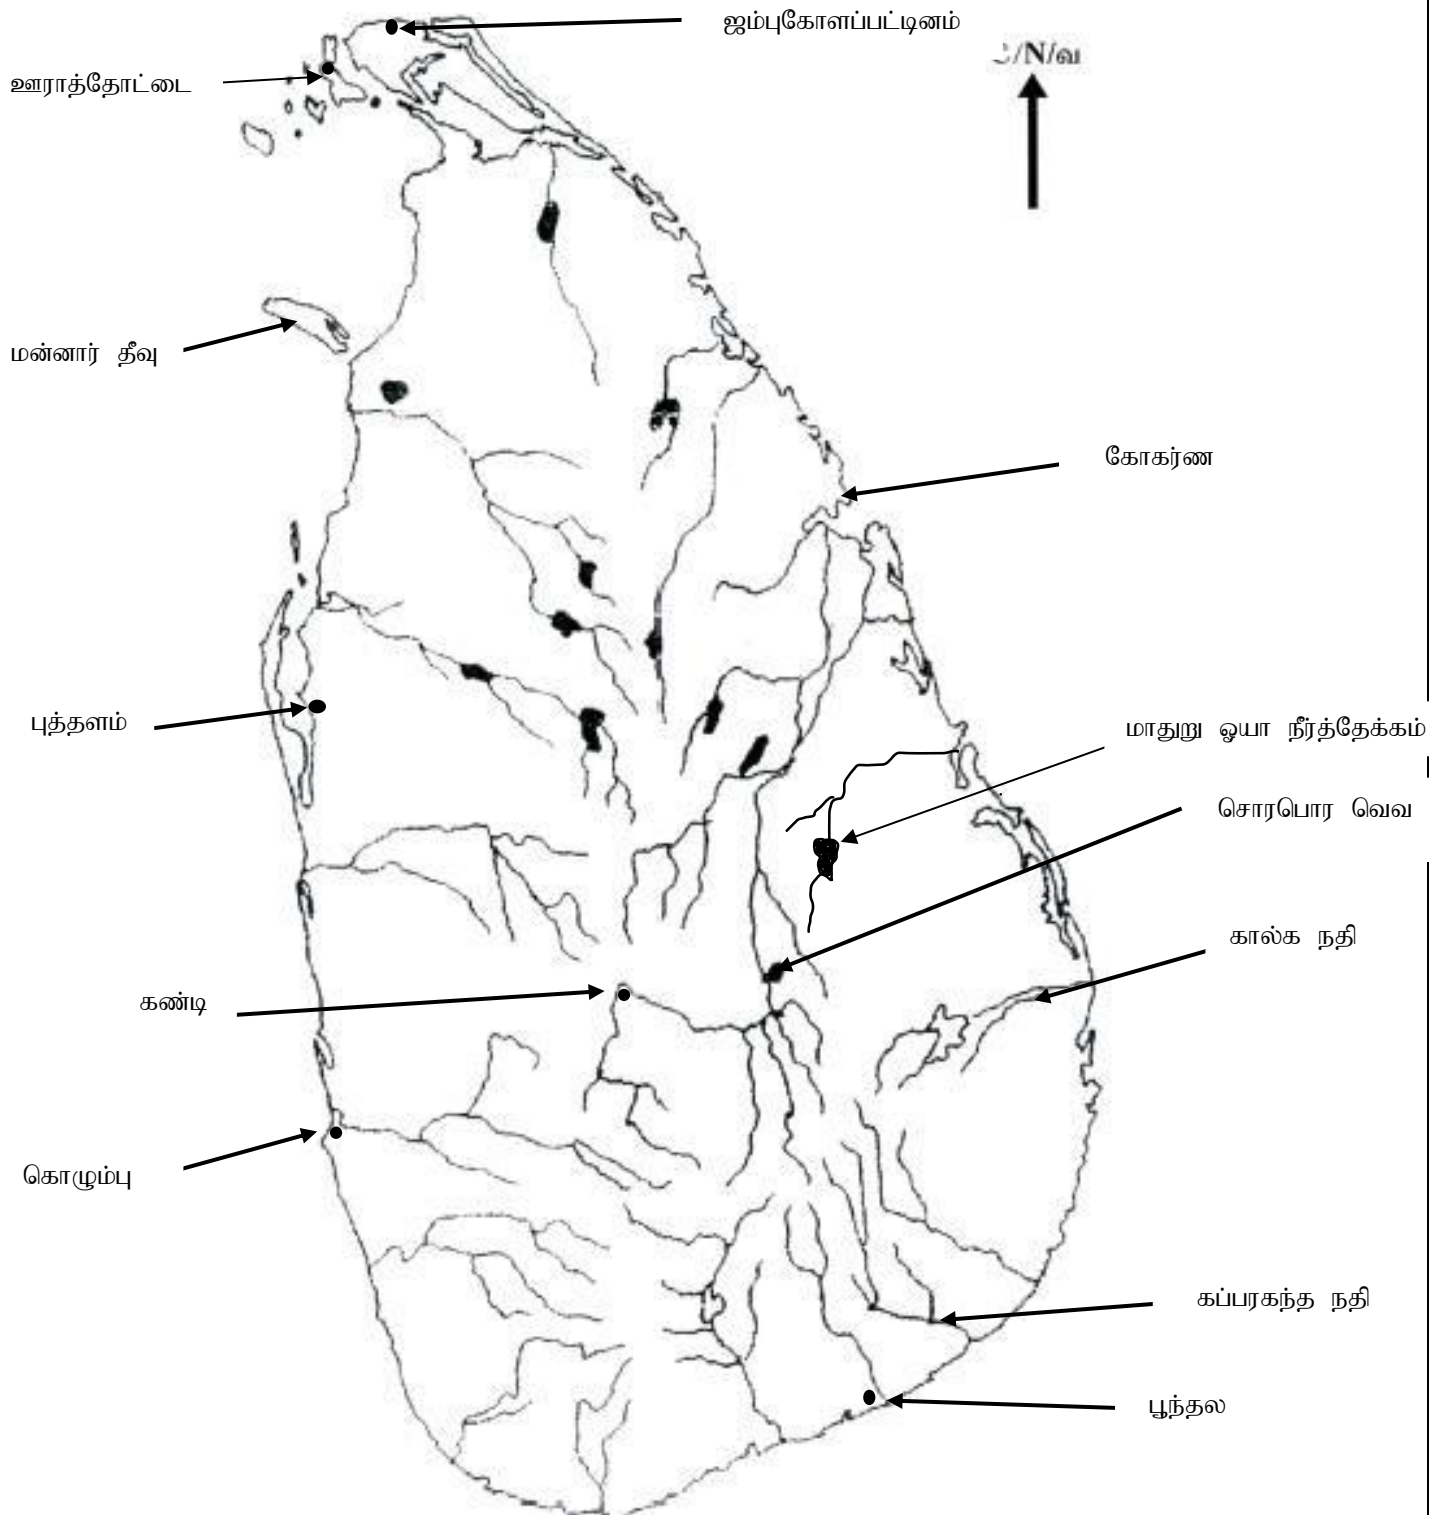 ஜம்புகோளப்பட்டினம்
/N/வ
ஊராத்தோட்டை
மன்னார் தீவு
கோகர்ண
புத்தளம்
மாதுறு ஓயா நீர்த்தேக்கம்
சொரபொர வெவ
கால்க நதி
கண்டி
கொழும்பு
கப்பரகந்த நதி
பூந்தல